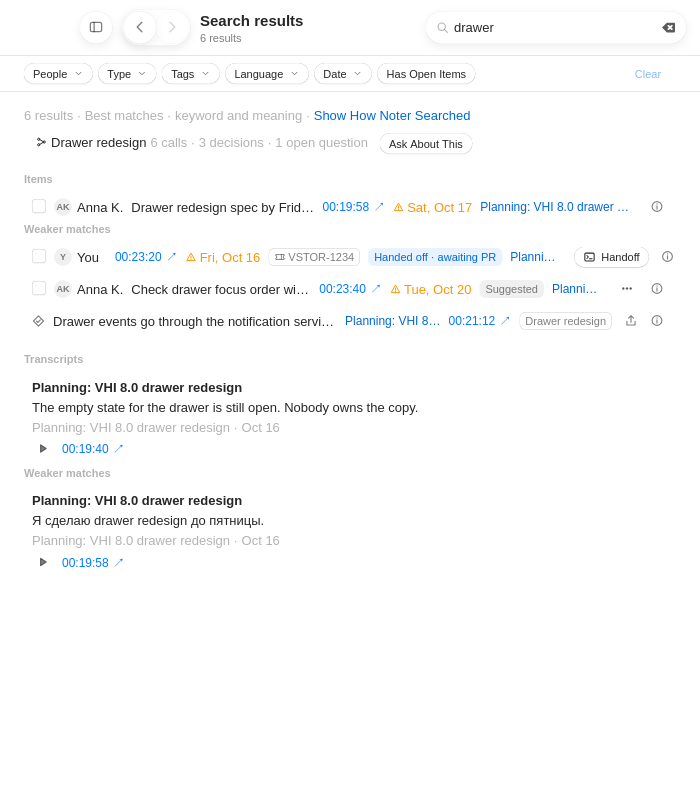 Search results
6 results
drawer
People Type Tags Language Date Has Open Items Clear
6 results · Best matches · keyword and meaning · Show How Noter Searched
Drawer redesign 6 calls · 3 decisions · 1 open question Ask About This
Items
AK Anna K. Drawer redesign spec by Frid… 00:19:58 ↗ Sat, Oct 17 Planning: VHI 8.0 drawer …
Weaker matches
Y You 00:23:20 ↗ Fri, Oct 16 VSTOR-1234 Handed off · awaiting PR Planni… Handoff
AK Anna K. Check drawer focus order wi… 00:23:40 ↗ Tue, Oct 20 Suggested Planni…
Drawer events go through the notification servi… Planning: VHI 8… 00:21:12 ↗ Drawer redesign
Transcripts
Planning: VHI 8.0 drawer redesign
The empty state for the drawer is still open. Nobody owns the copy.
Planning: VHI 8.0 drawer redesign · Oct 16
00:19:40 ↗
Weaker matches
Planning: VHI 8.0 drawer redesign
Я сделаю drawer redesign до пятницы.
Planning: VHI 8.0 drawer redesign · Oct 16
00:19:58 ↗